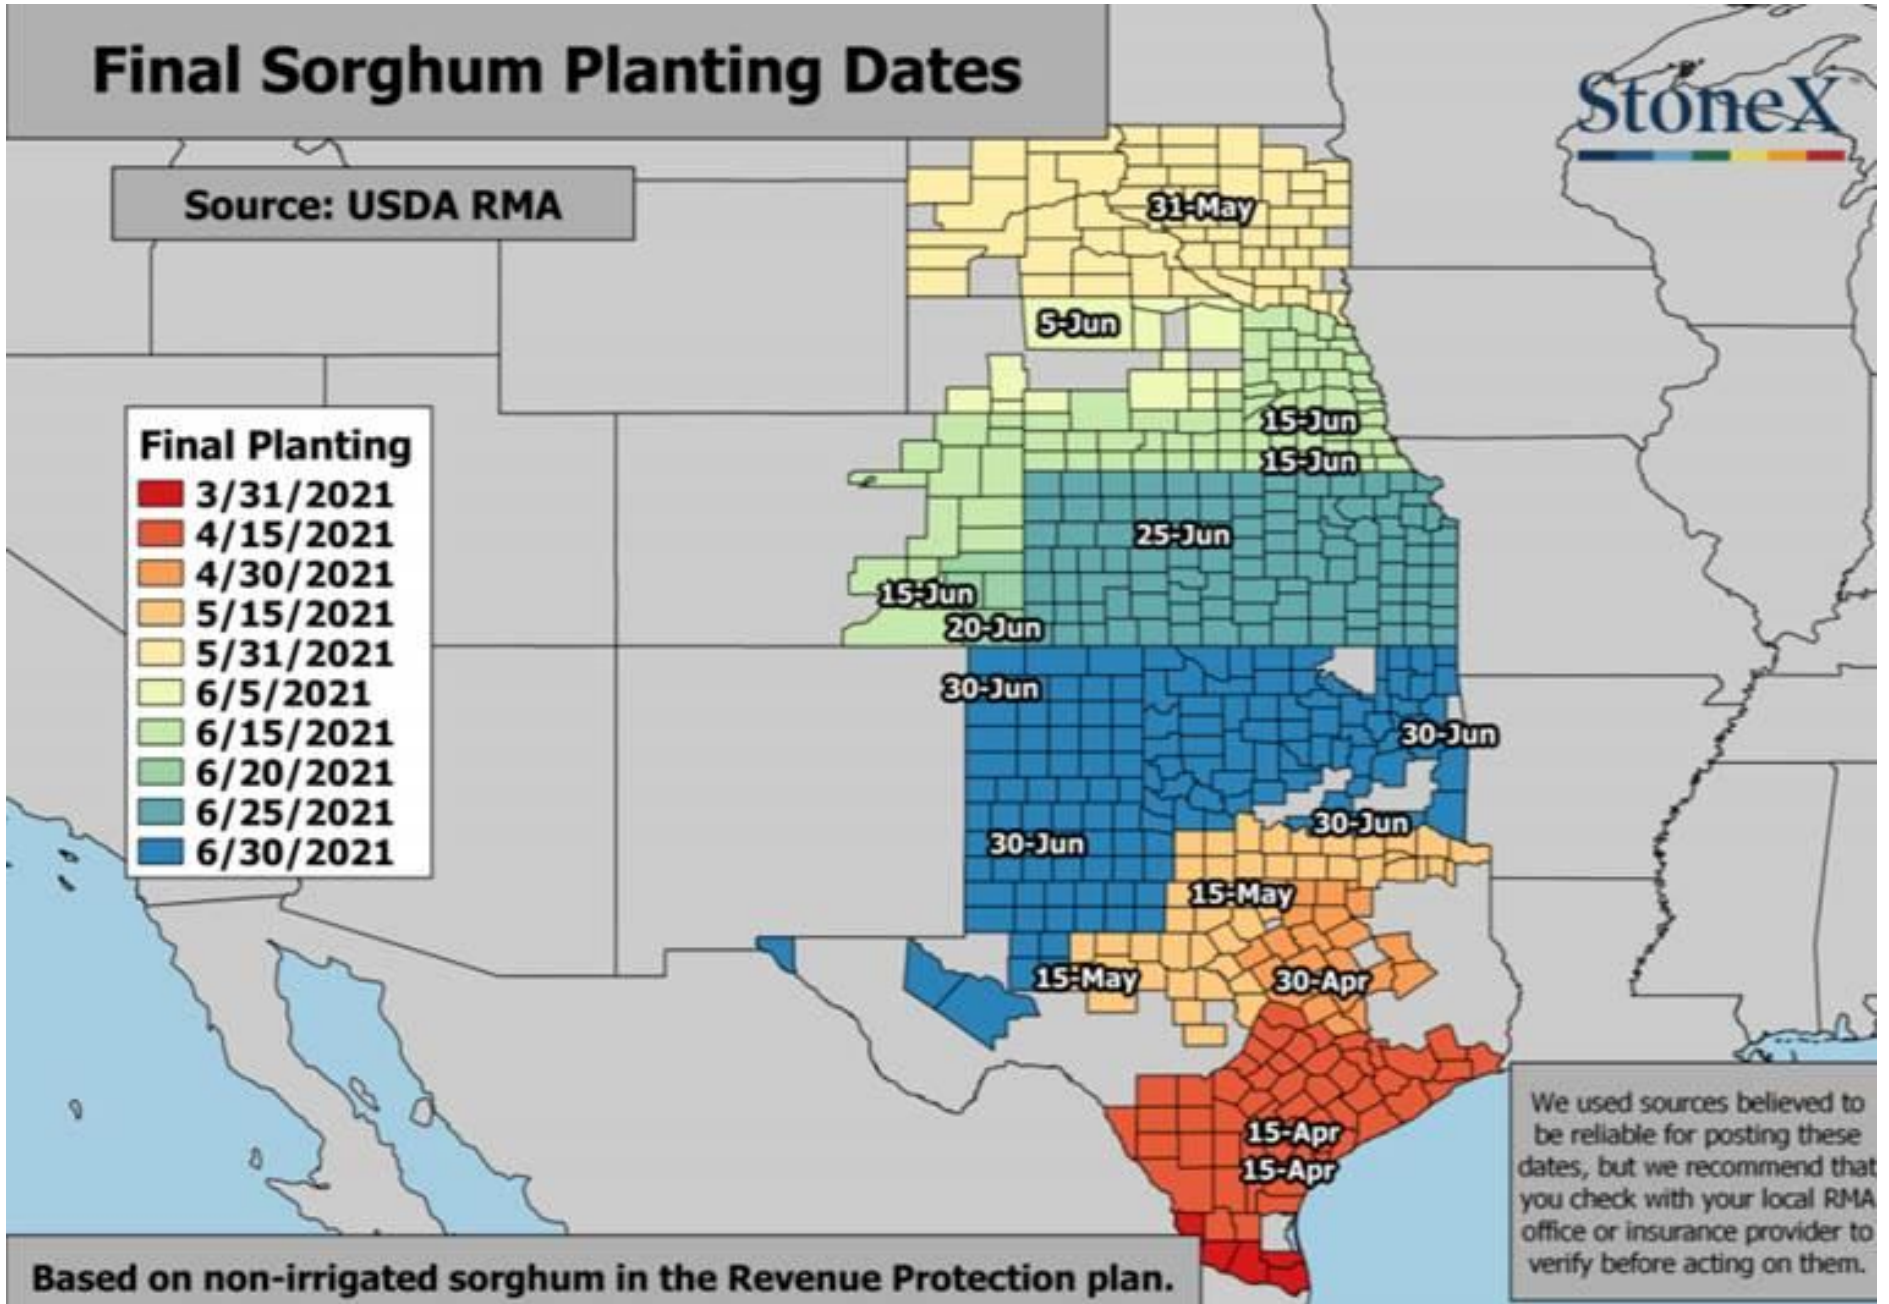 Final Sorghum Planting Dates
StoneX
Source: USDA RMA
31-May
5-Jun
15-Jun
15-Jun
25-Jun
15-Jun
20-Jun
30-Jun
30-Jun
30-Jun
30-Jun
15-May
15-May
30-Apr
15-Apr
15-Apr
Final Planting
3/31/2021
4/15/2021
4/30/2021
5/15/2021
5/31/2021
6/5/2021
6/15/2021
6/20/2021
6/25/2021
6/30/2021
We used sources believed to
be reliable for posting these
dates, but we recommend that
you check with your local RMA
office or insurance provider to
verify before acting on them.
Based on non-irrigated sorghum in the Revenue Protection plan.